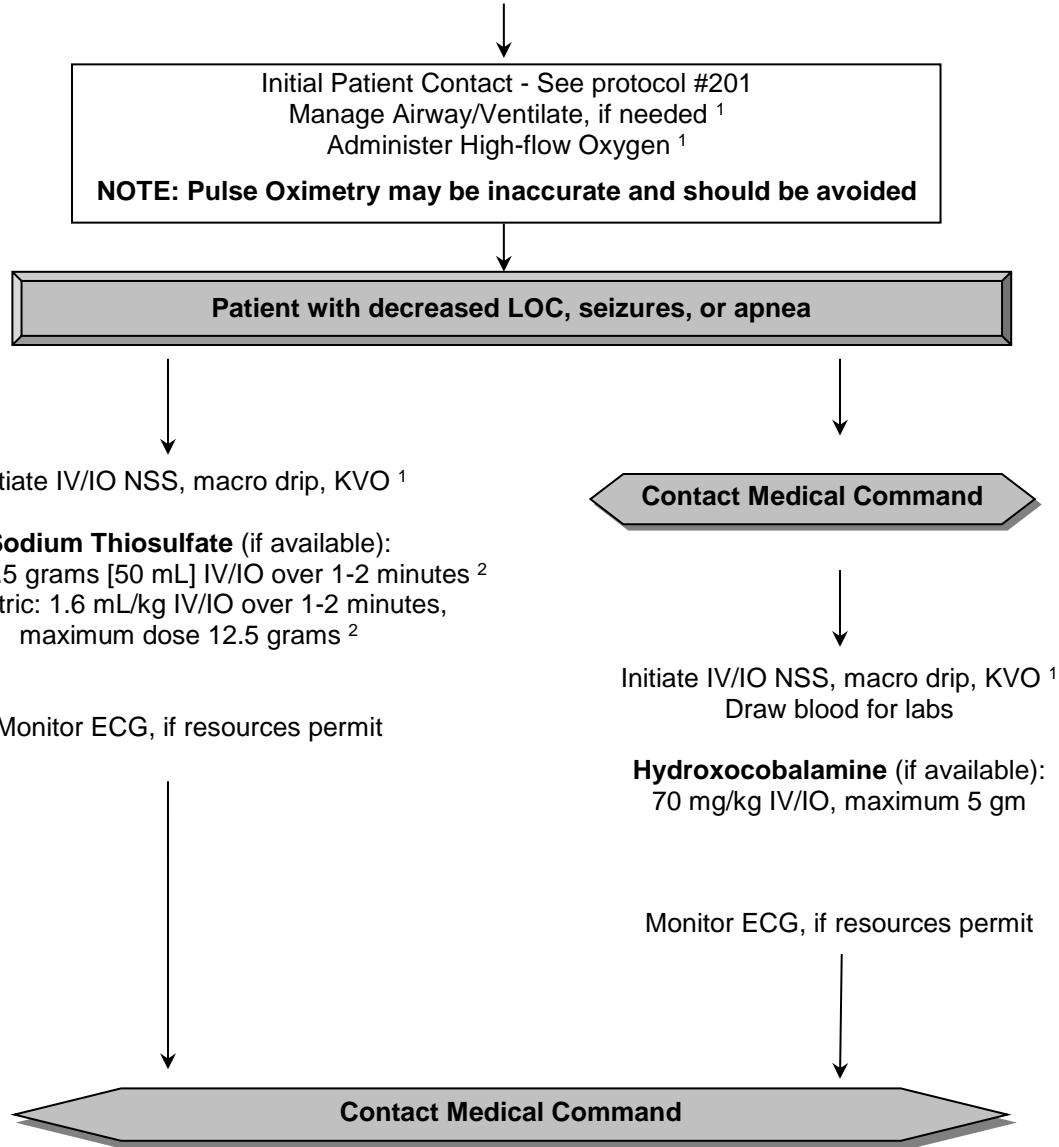 Initial Patient Contact - See protocol #201
Manage Airway/Ventilate, if needed ¹
Administer High-flow Oxygen ¹
NOTE: Pulse Oximetry may be inaccurate and should be avoided
Patient with decreased LOC, seizures, or apnea
tiate IV/IO NSS, macro drip, KVO ¹
Sodium Thiosulfate (if available):
.5 grams [50 mL] IV/IO over 1-2 minutes ²
tric: 1.6 mL/kg IV/IO over 1-2 minutes,
maximum dose 12.5 grams ²
Monitor ECG, if resources permit
Contact Medical Command
Initiate IV/IO NSS, macro drip, KVO ¹
Draw blood for labs
Hydroxocobalamine (if available):
70 mg/kg IV/IO, maximum 5 gm
Monitor ECG, if resources permit
Contact Medical Command